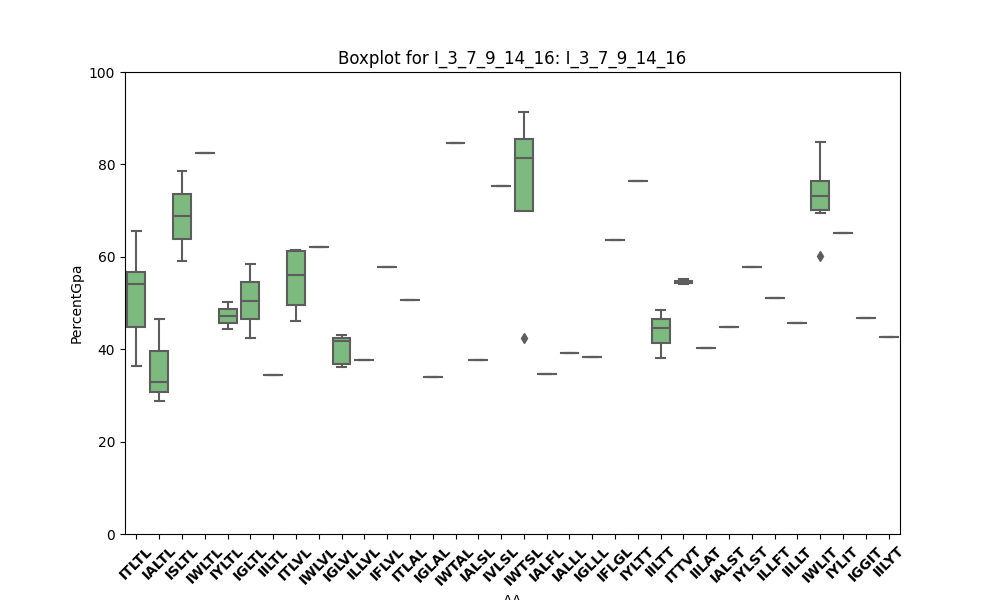 Boxplot for I_3_7_9_14_16: I_3_7_9_14_16
100
80
60
40
20
0
PercentGpa
ITLTL
IALTL
ISLTL
IWLTL
IYLTL
IGLTL
IILTL
ITLVL
IWLVL
IGLVL
ILLVL
IFLVL
ITLAL
IGLAL
IWTAL
IALSL
IVLSL
IWTSL
IALFL
IALLL
IGLLL
IFLGL
IYLTT
IILTT
ITTVT
IILAT
IALST
IYLST
ILLFT
IILLT
IWLIT
IYLIT
IGGIT
IILYT
AA